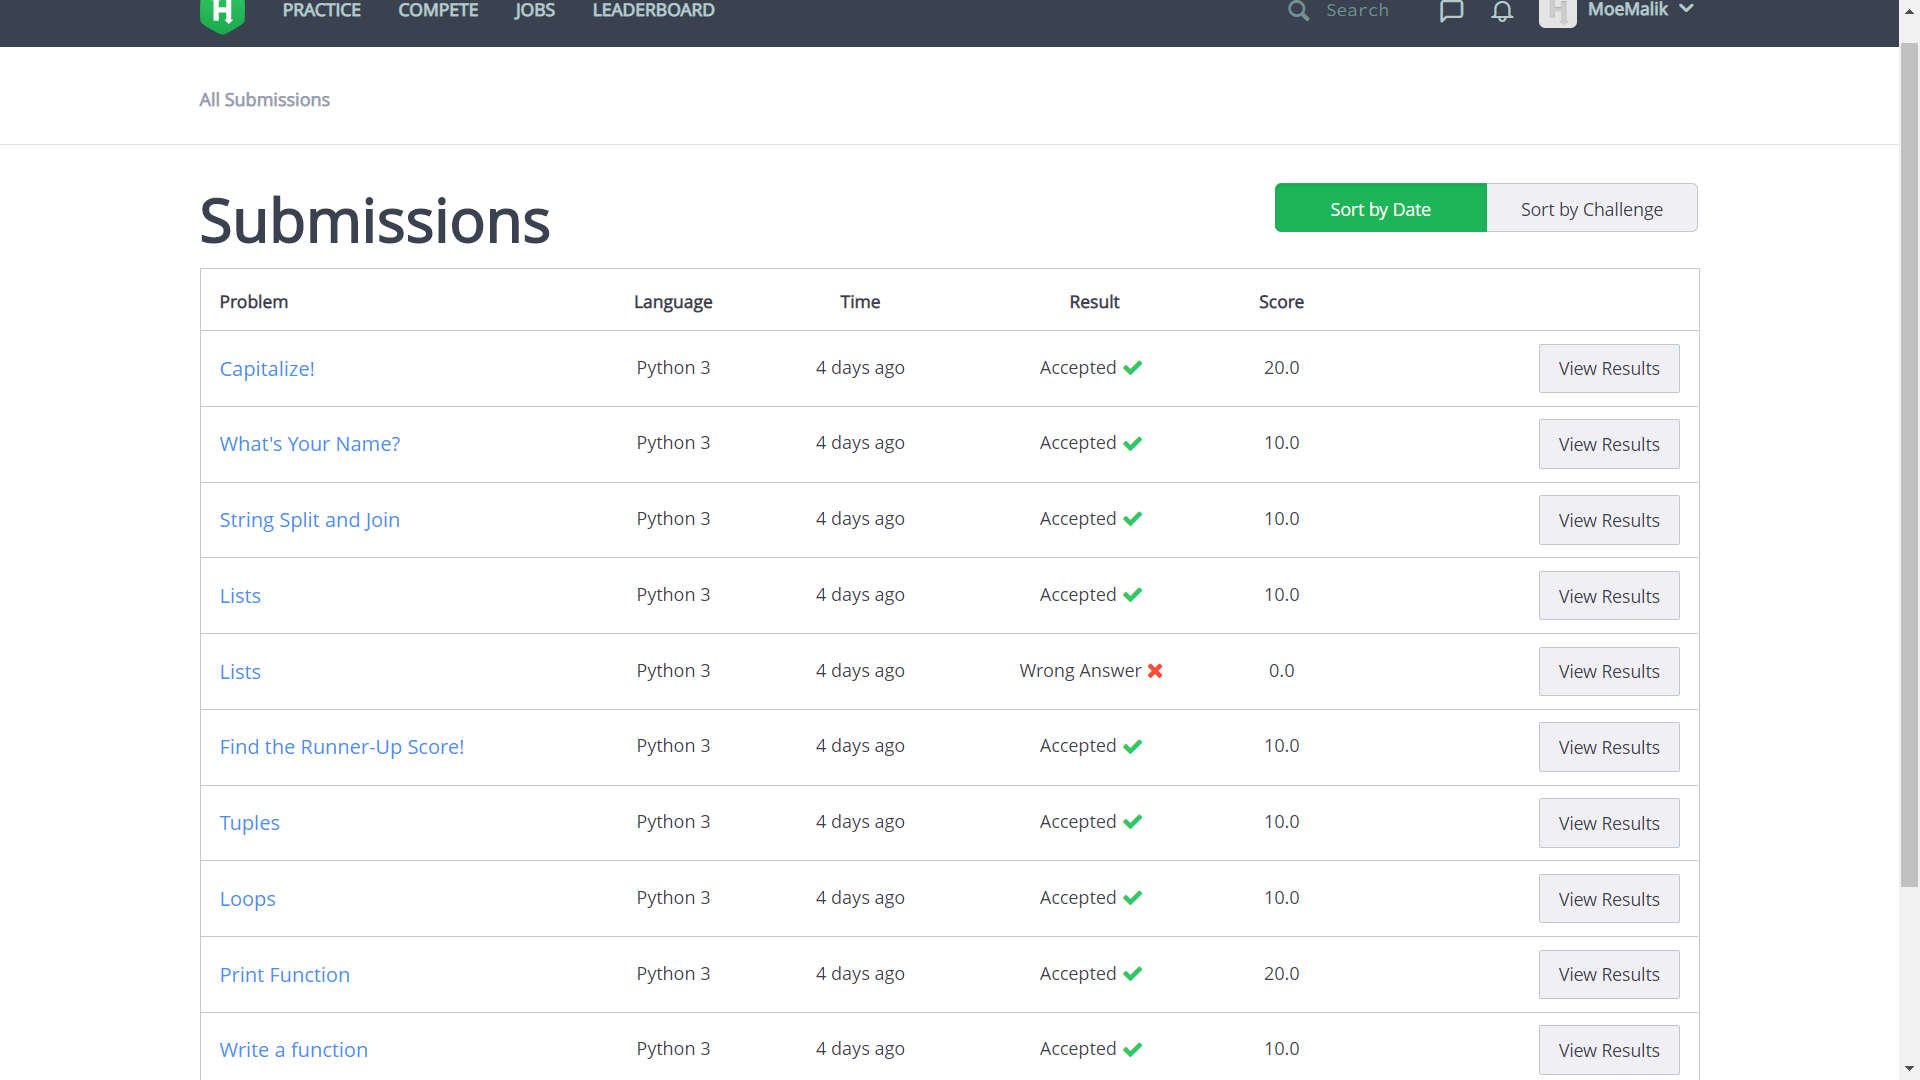 H PRACTICE COMPETE JOBS LEADERBOARD Search H MoeMalik
All Submissions
Submissions Sort by Date Sort by Challenge
Problem Language Time Result Score
Capitalize! Python 3 4 days ago Accepted 20.0 View Results
What's Your Name? Python 3 4 days ago Accepted 10.0 View Results
String Split and Join Python 3 4 days ago Accepted 10.0 View Results
Lists Python 3 4 days ago Accepted 10.0 View Results
Lists Python 3 4 days ago Wrong Answer 0.0 View Results
Find the Runner-Up Score! Python 3 4 days ago Accepted 10.0 View Results
Tuples Python 3 4 days ago Accepted 10.0 View Results
Loops Python 3 4 days ago Accepted 10.0 View Results
Print Function Python 3 4 days ago Accepted 20.0 View Results
Write a function Python 3 4 days ago Accepted 10.0 View Results